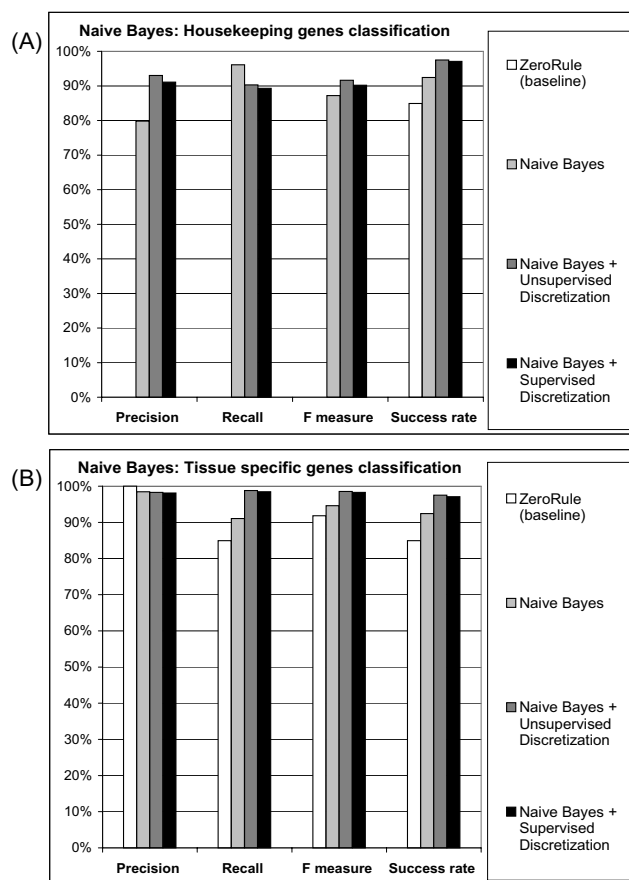 (A)
Naive Bayes: Housekeeping genes classification
100%
90%
80%
70%
60%
50%
40%
30%
20%
10%
0%
Precision Recall F measure Success rate
ZeroRule
(baseline)
Naive Bayes
Naive Bayes +
Unsupervised
Discretization
Naive Bayes +
Supervised
Discretization
(B)
Naive Bayes: Tissue specific genes classification
100%
90%
80%
70%
60%
50%
40%
30%
20%
10%
0%
Precision Recall F measure Success rate
ZeroRule
(baseline)
Naive Bayes
Naive Bayes +
Unsupervised
Discretization
Naive Bayes +
Supervised
Discretization